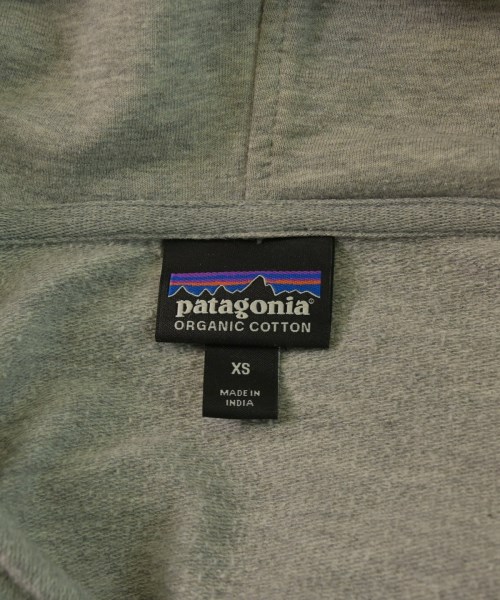 patagonia®
ORGANIC COTTON
XS
MADE IN
INDIA